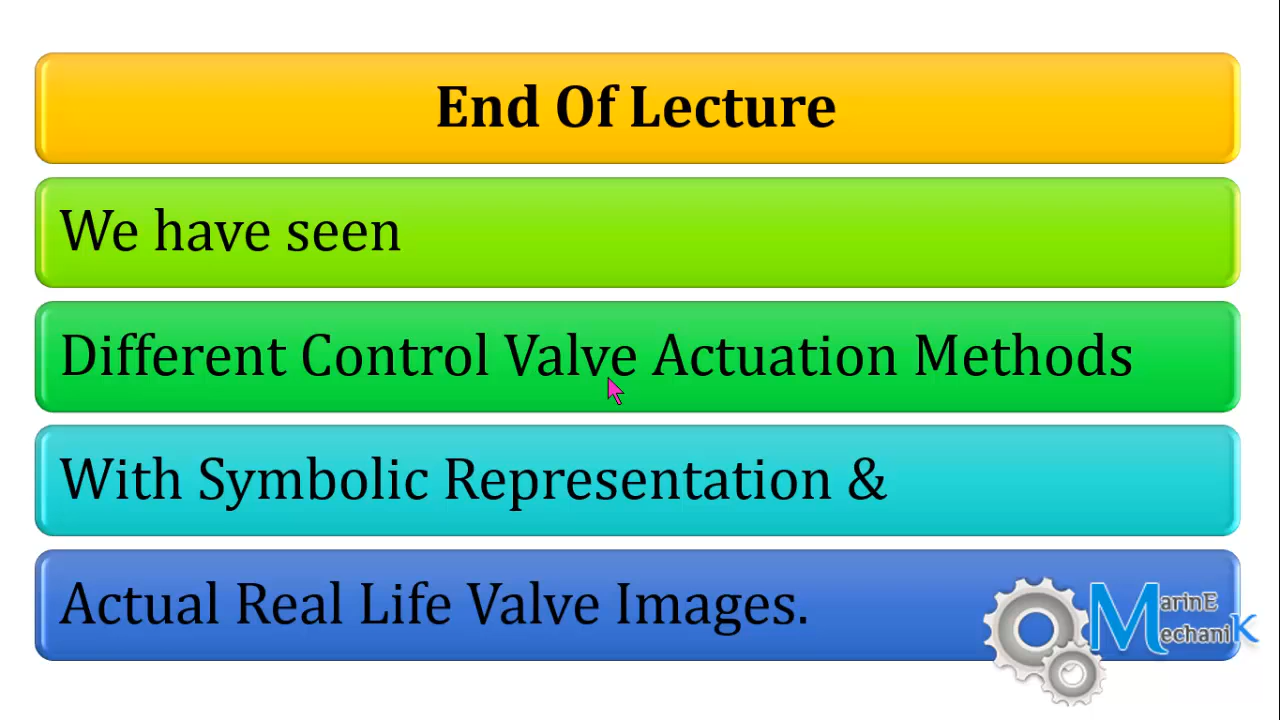 End Of Lecture
We have seen
Different Control Valve Actuation Methods
With Symbolic Representation &
Actual Real Life Valve Images.
MarinE
MechaniK